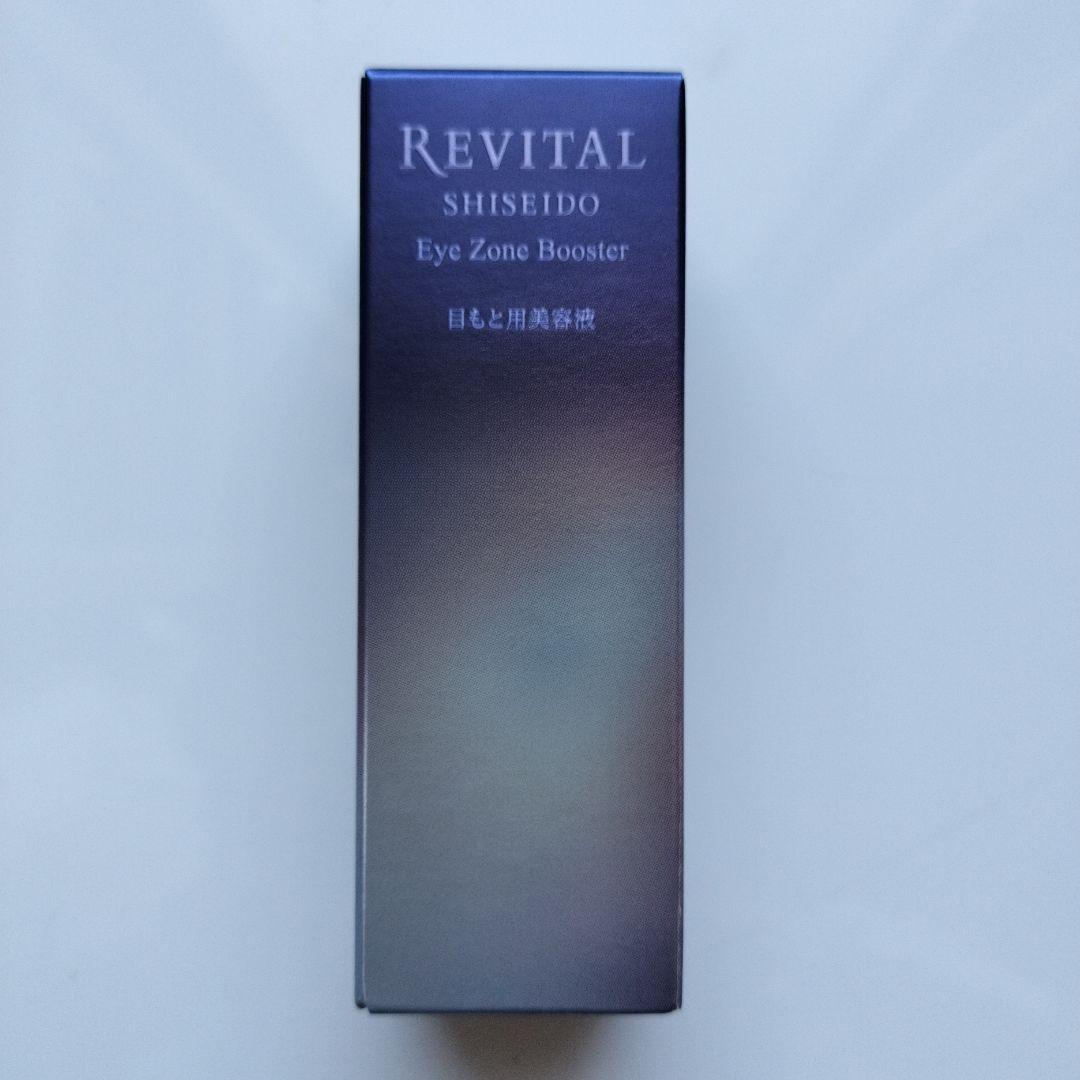 REVITAL
SHISEIDO
Eye Zone Booster
目もと用美容液